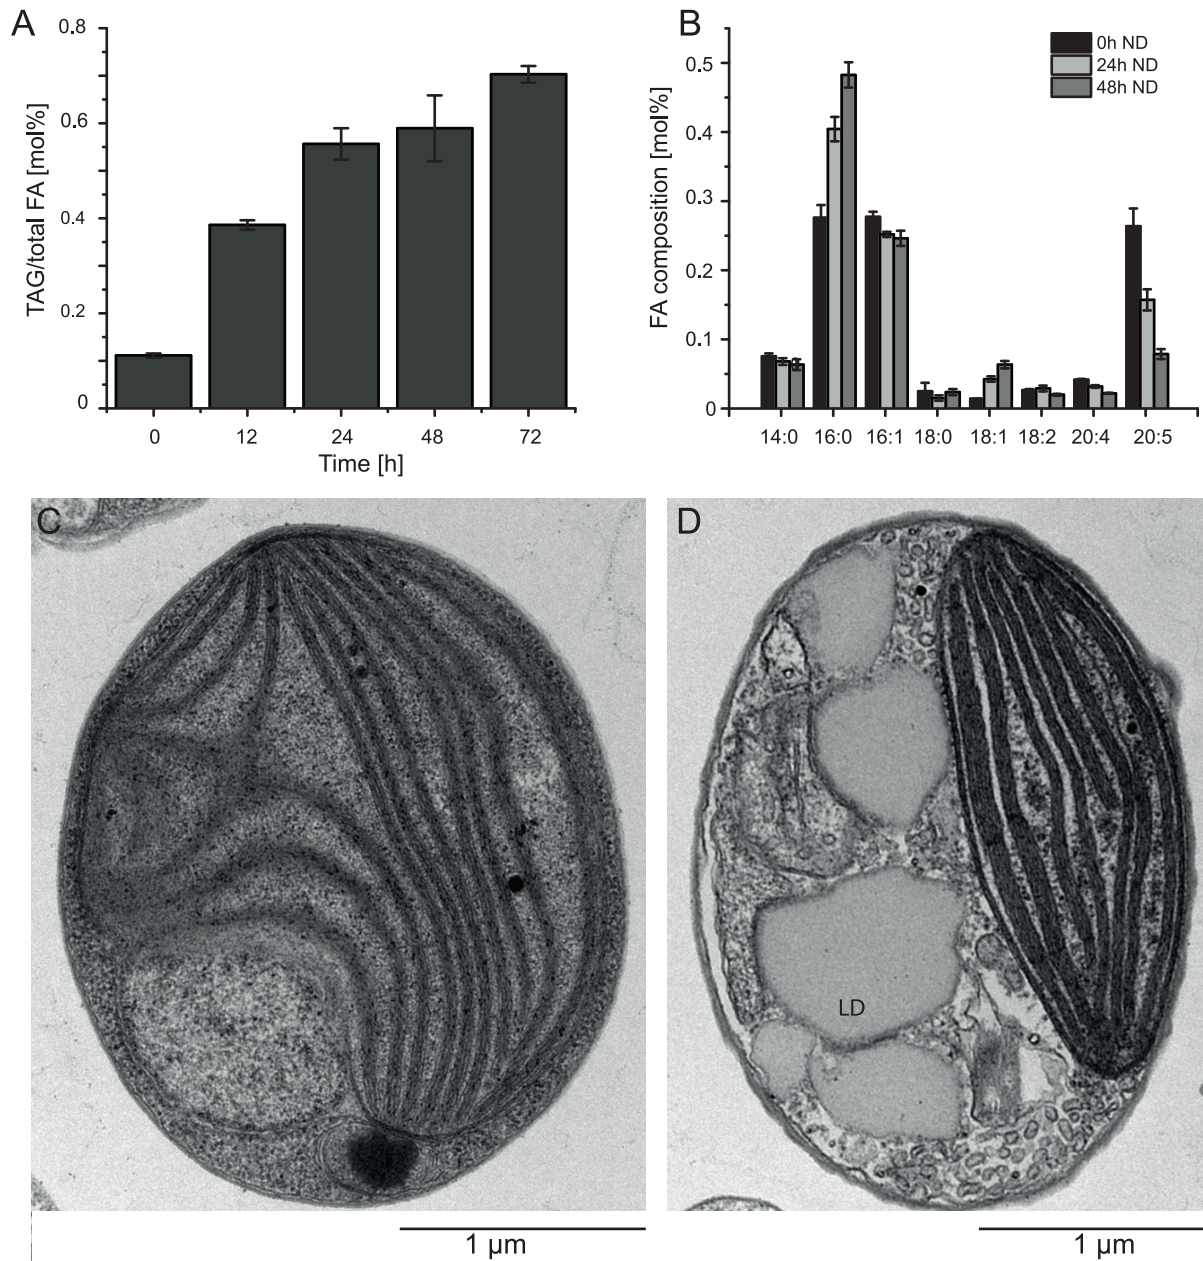 A
0.8
0.6
0.4
0.2
0
TAG/total FA [mol%]
0 12 24 48 72
Time [h]
B
0h ND
24h ND
48h ND
0.5
0.4
0.3
0.2
0.1
0
FA composition [mol%]
14:0 16:0 16:1 18:0 18:1 18:2 20:4 20:5
C
1 µm
D
LD
1 µm